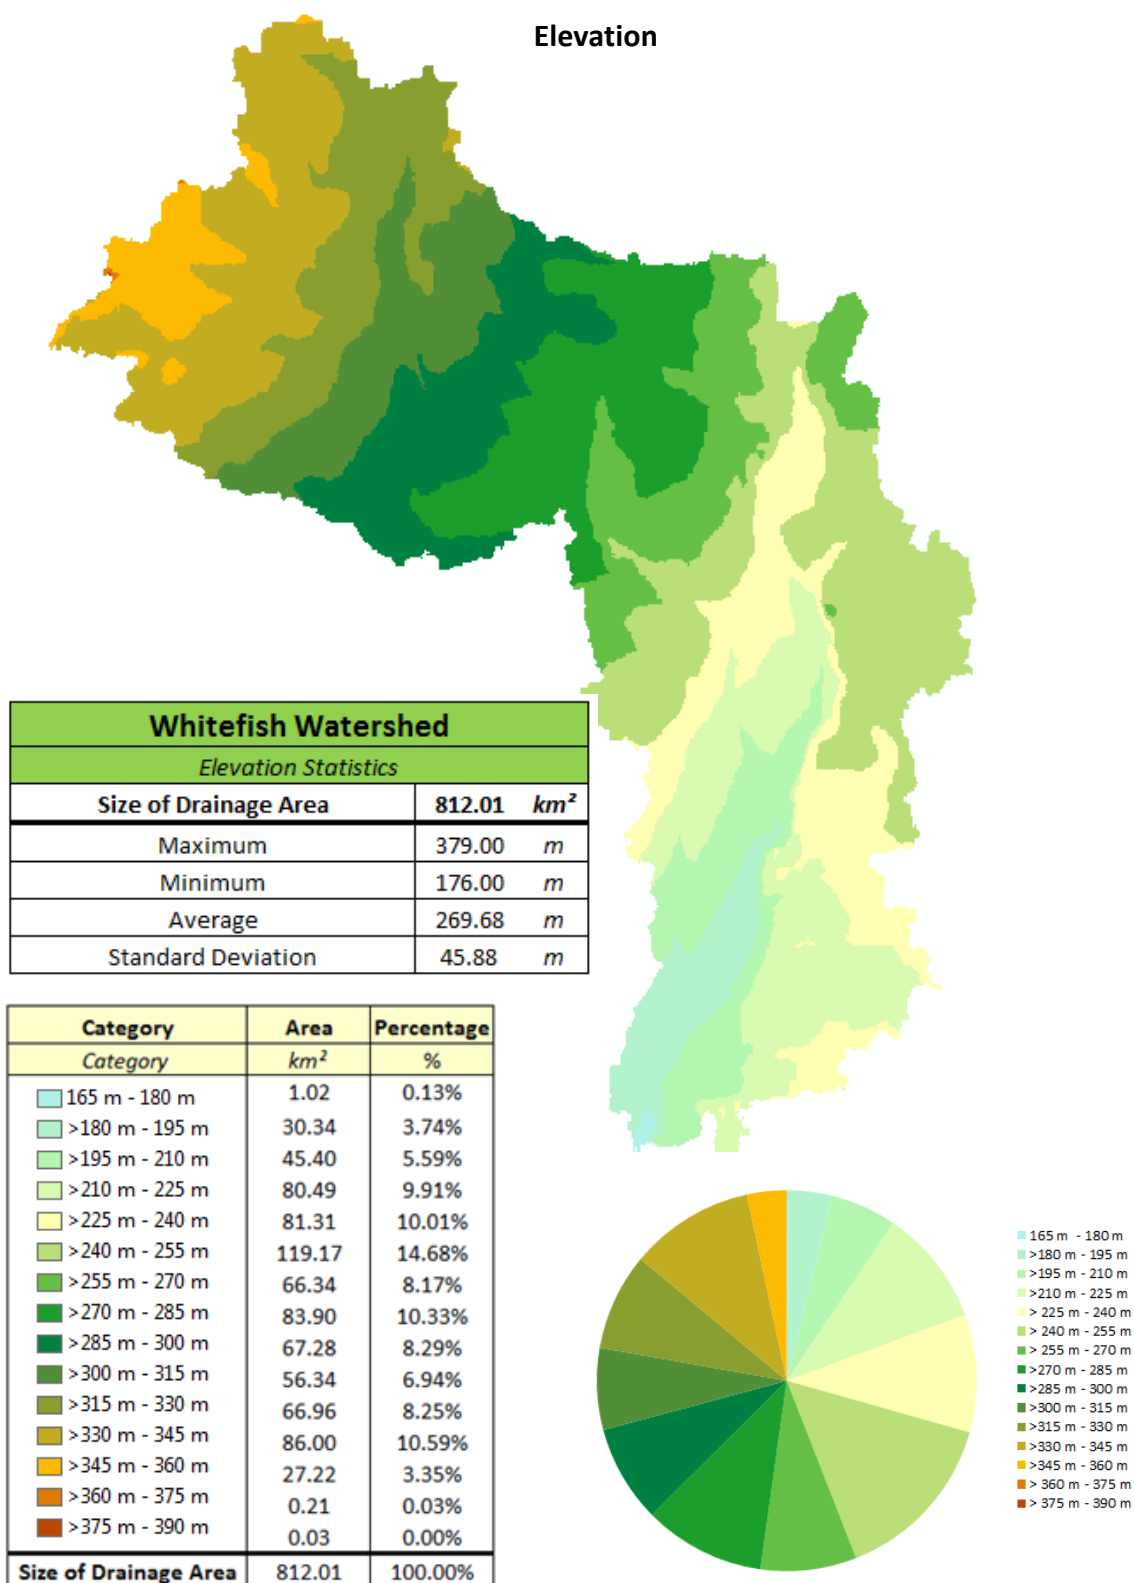 Elevation
Whitefish Watershed
Elevation Statistics
Size of Drainage Area 812.01 km²
Maximum 379.00 m
Minimum 176.00 m
Average 269.68 m
Standard Deviation 45.88 m
Category Area Percentage
Category km² %
165 m - 180 m 1.02 0.13%
>180 m - 195 m 30.34 3.74%
>195 m - 210 m 45.40 5.59%
>210 m - 225 m 80.49 9.91%
>225 m - 240 m 81.31 10.01%
>240 m - 255 m 119.17 14.68%
>255 m - 270 m 66.34 8.17%
>270 m - 285 m 83.90 10.33%
>285 m - 300 m 67.28 8.29%
>300 m - 315 m 56.34 6.94%
>315 m - 330 m 66.96 8.25%
>330 m - 345 m 86.00 10.59%
>345 m - 360 m 27.22 3.35%
>360 m - 375 m 0.21 0.03%
>375 m - 390 m 0.03 0.00%
Size of Drainage Area 812.01 100.00%
165 m - 180 m
>180 m - 195 m
>195 m - 210 m
>210 m - 225 m
> 225 m - 240 m
> 240 m - 255 m
> 255 m - 270 m
>270 m - 285 m
>285 m - 300 m
>300 m - 315 m
>315 m - 330 m
>330 m - 345 m
>345 m - 360 m
> 360 m - 375 m
> 375 m - 390 m